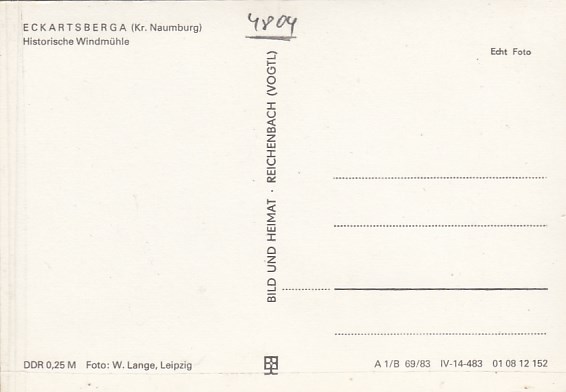 4804
ECKARTSBERGA (Kr. Naumburg)
Historische Windmühle
Echt Foto
BILD UND HEIMAT · REICHENBACH (VOGTL)
DDR 0,25 M Foto: W. Lange, Leipzig
A 1/B 69/83 IV-14-483 01 08 12 152